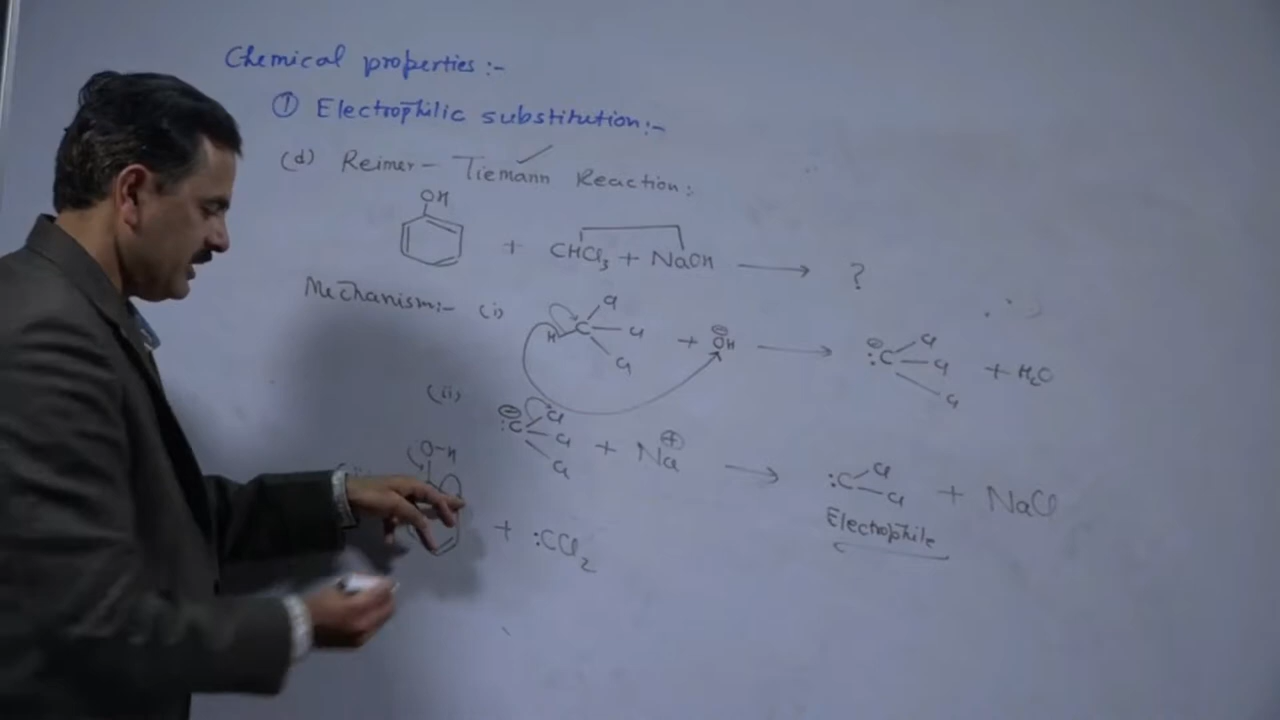 Chemical properties :-
① Electrophilic substitution:-
(d) Reimer - Tiemann Reaction:
OH
+ CHCl3 + NaOH ⟶ ?
Mechanism:- (i) H C Cl Cl Cl + ⊖OH ⟶ ⊖:C Cl Cl Cl + H2O
(ii) ⊖:C Cl Cl Cl + Na⊕ ⟶ :C Cl Cl + NaCl
Electrophile
O-H
+ :CCl2